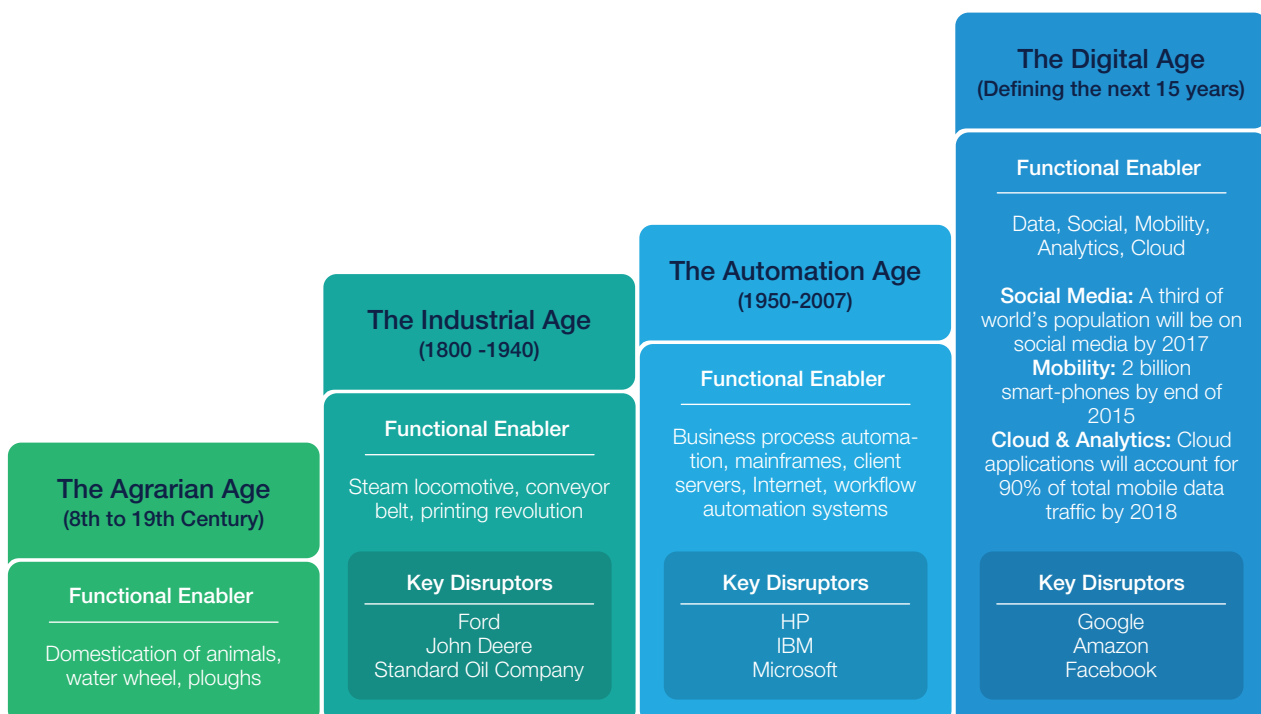 The Agrarian Age
(8th to 19th Century)
Functional Enabler
Domestication of animals,
water wheel, ploughs
The Industrial Age
(1800 -1940)
Functional Enabler
Steam locomotive, conveyor
belt, printing revolution
Key Disruptors
Ford
John Deere
Standard Oil Company
The Automation Age
(1950-2007)
Functional Enabler
Business process automa-
tion, mainframes, client
servers, Internet, workflow
automation systems
Key Disruptors
HP
IBM
Microsoft
The Digital Age
(Defining the next 15 years)
Functional Enabler
Data, Social, Mobility,
Analytics, Cloud
Social Media: A third of
world's population will be on
social media by 2017
Mobility: 2 billion
smart-phones by end of
2015
Cloud & Analytics: Cloud
applications will account for
90% of total mobile data
traffic by 2018
Key Disruptors
Google
Amazon
Facebook